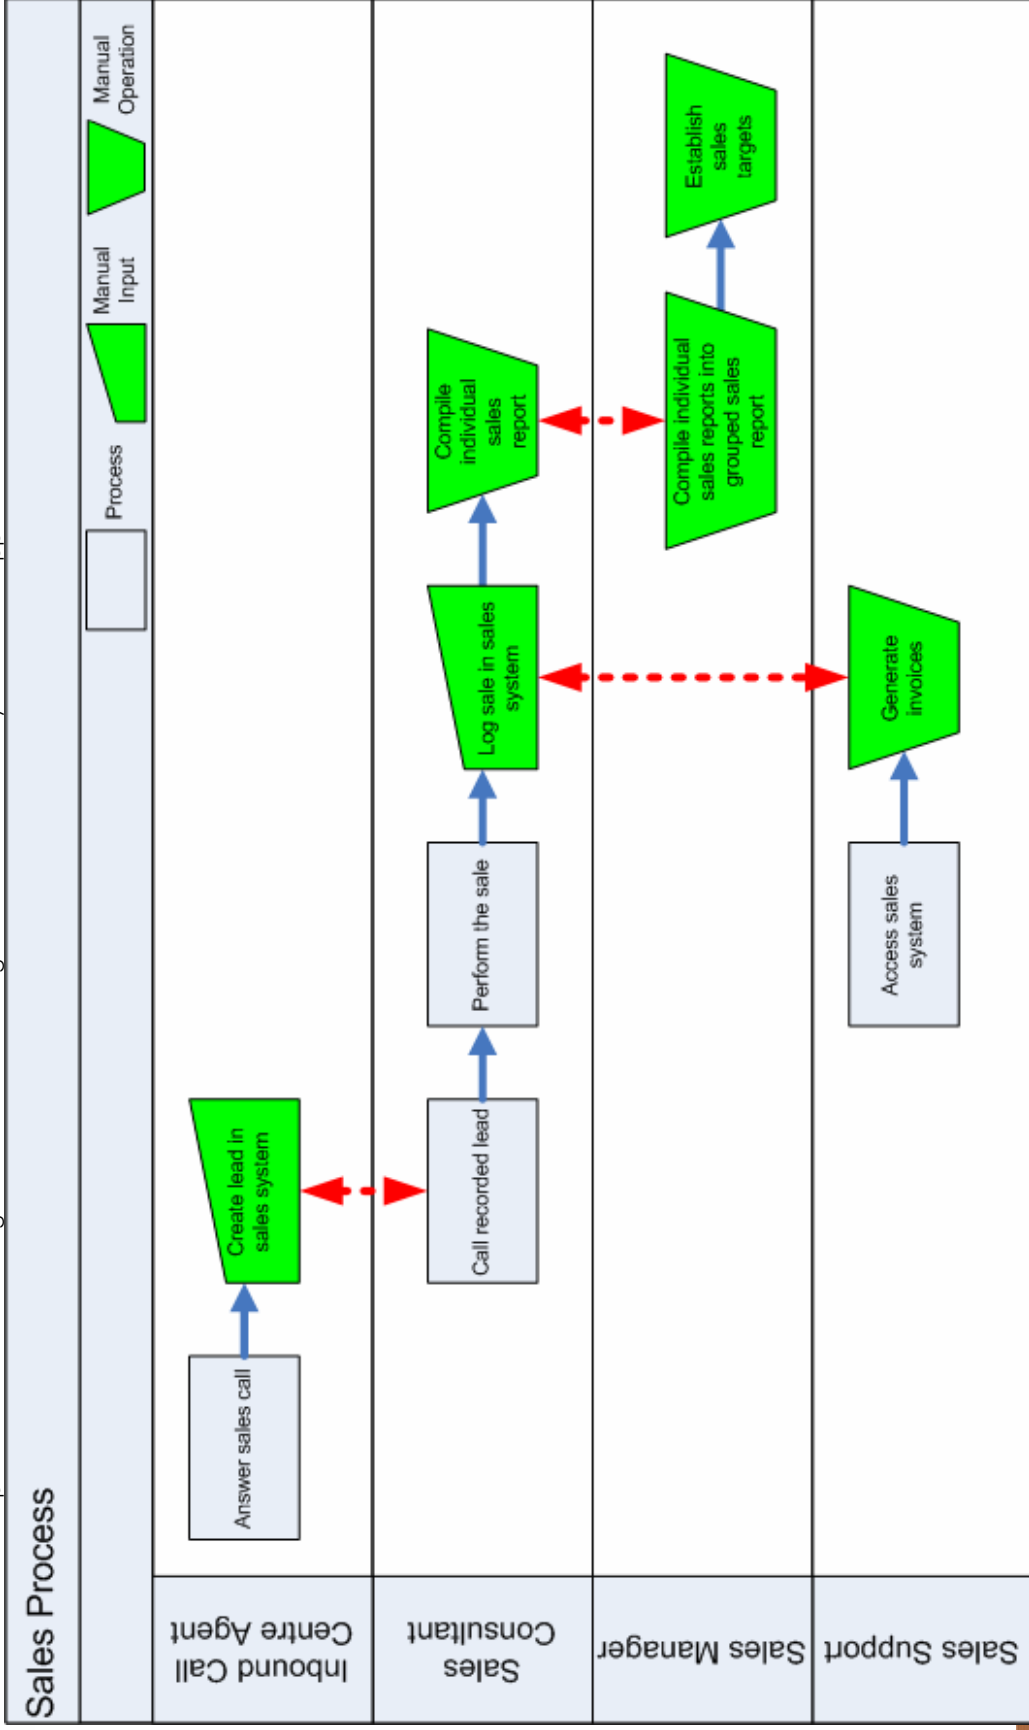 Sales Process
Process
Manual
Input
Manual
Operation
Inbound Call
Centre Agent
Answer sales call
Create lead in
sales system
Sales
Consultant
Call recorded lead
Perform the sale
Log sale in sales
system
Compile
individual
sales
report
Sales Manager
Compile individual
sales reports into
grouped sales
report
Establish
sales
targets
Sales Support
Access sales
system
Generate
invoices